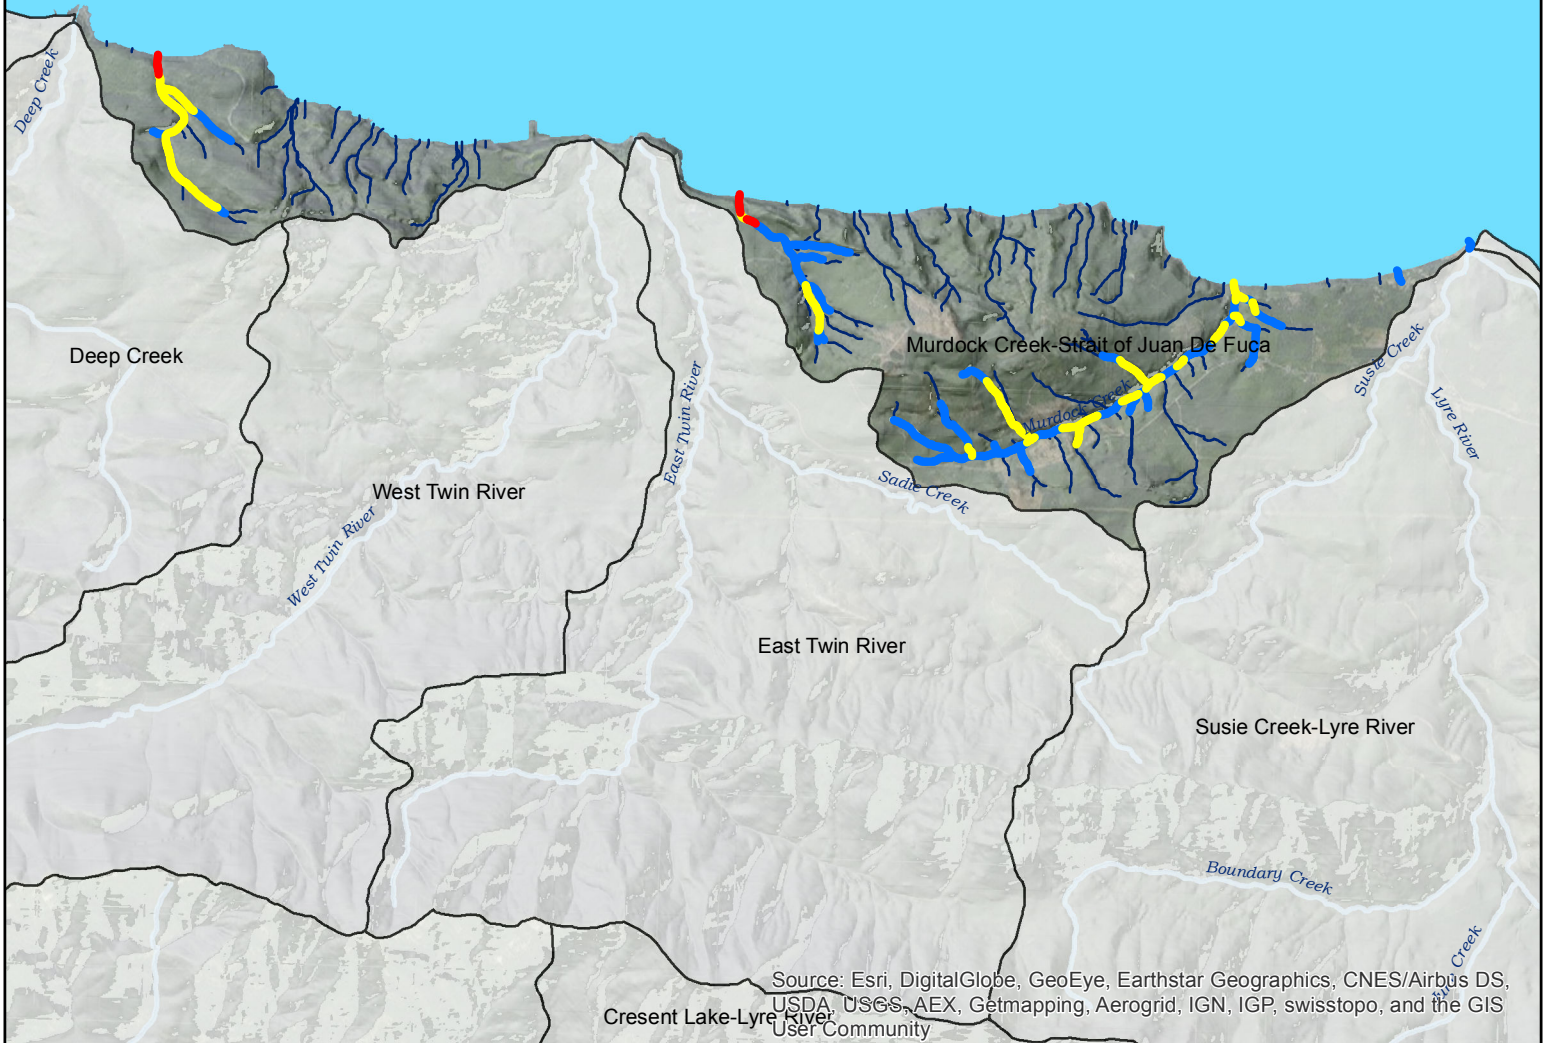 Deep Creek
Murdock Creek-Strait of Juan De Fuca
Deep Creek
Susie Creek
Murdock Creek
East Twin River
Lyre River
West Twin River
Sadie Creek
West Twin River
East Twin River
Susie Creek-Lyre River
Boundary Creek
Creek
Source: Esri, DigitalGlobe, GeoEye, Earthstar Geographics, CNES/Airbus DS,
USDA, USGS, AEX, Getmapping, Aerogrid, IGN, IGP, swisstopo, and the GIS
User Community
Cresent Lake-Lyre River